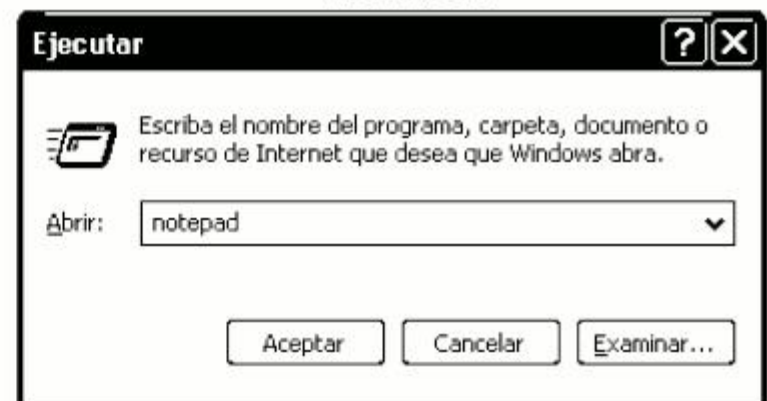 Ejecutar
Escriba el nombre del programa, carpeta, documento o
recurso de Internet que desea que Windows abra.
Abrir: notepad
Aceptar Cancelar Examinar...